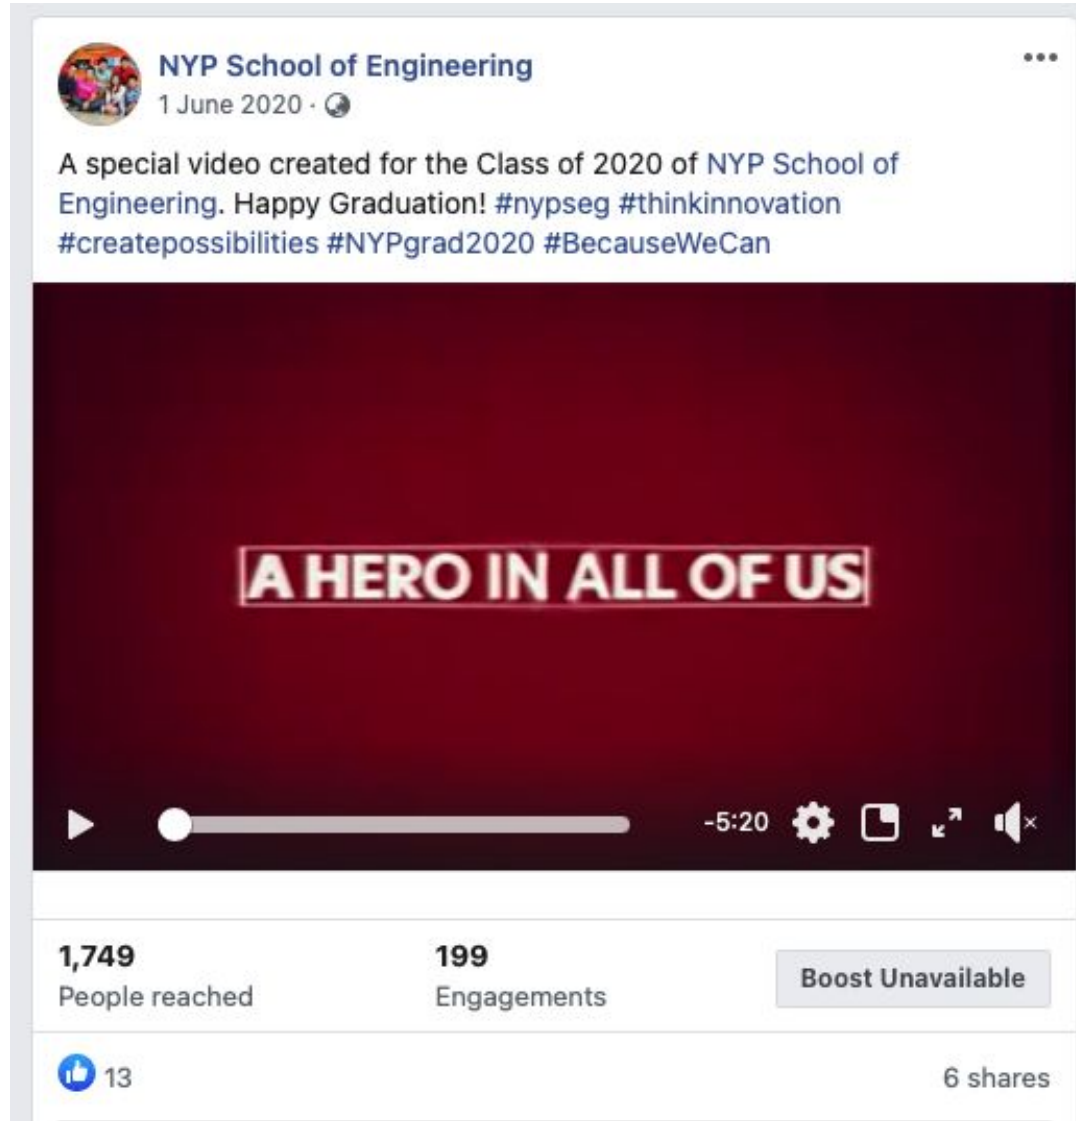 NYP School of Engineering
1 June 2020 ·
A special video created for the Class of 2020 of NYP School of
Engineering. Happy Graduation! #nypseg #thinkinnovation
#createpossibilities #NYPgrad2020 #BecauseWeCan
A HERO IN ALL OF US
-5:20
1,749
People reached
199
Engagements
Boost Unavailable
13
6 shares